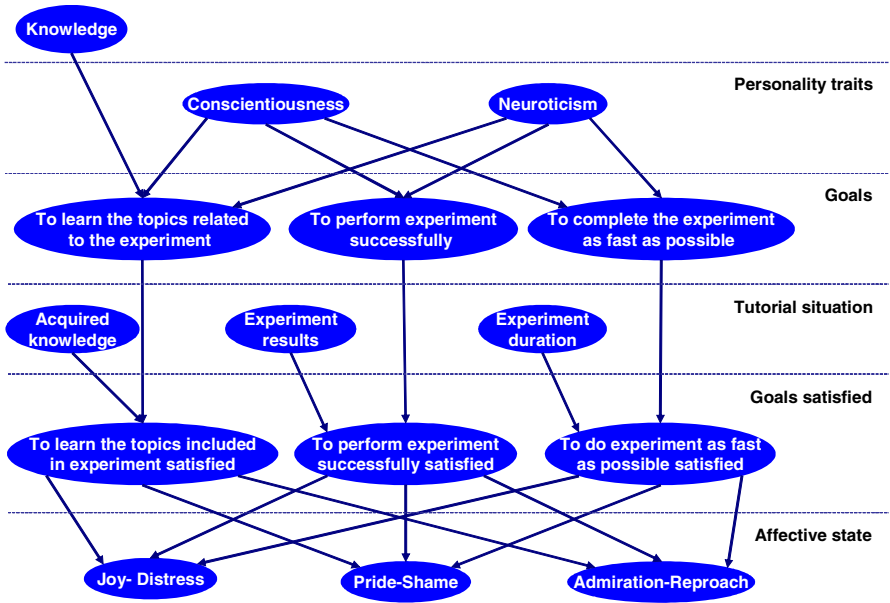 Knowledge
Personality traits
Conscientiousness
Neuroticism
Goals
To learn the topics related
to the experiment
To perform experiment
successfully
To complete the experiment
as fast as possible
Tutorial situation
Acquired
knowledge
Experiment
results
Experiment
duration
Goals satisfied
To learn the topics included
in experiment satisfied
To perform experiment
successfully satisfied
To do experiment as fast
as possible satisfied
Affective state
Joy- Distress
Pride-Shame
Admiration-Reproach